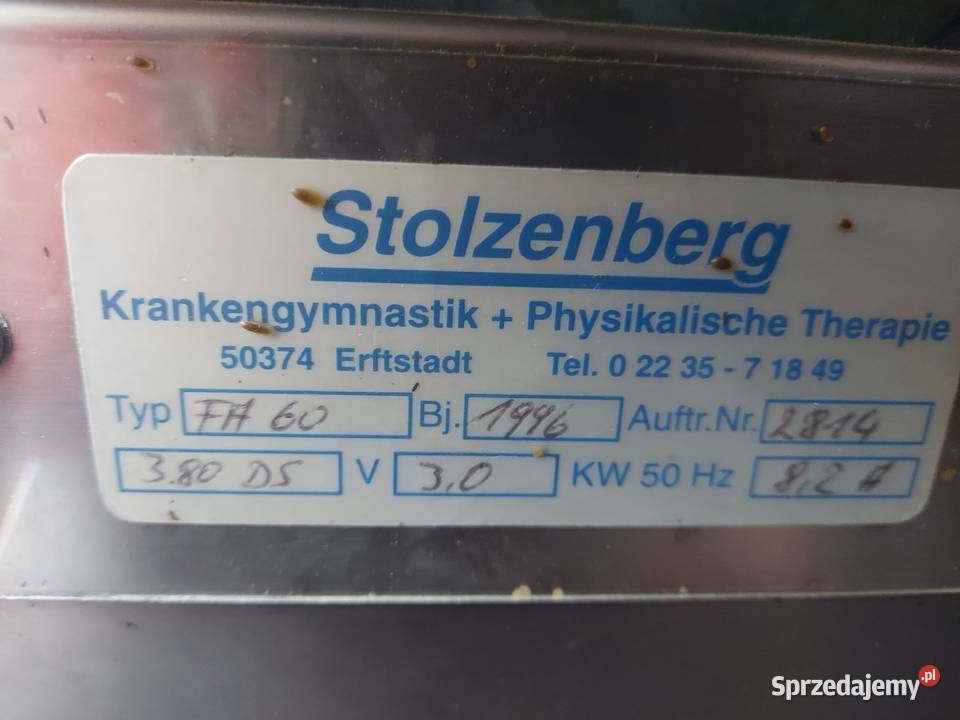 Stolzenberg
Krankengymnastik + Physikalische Therapie
50374 Erftstadt Tel. 0 22 35 - 7 18 49
Typ FA 60 Bj. 1996 Auftr.Nr. 2814
3.80 DS V 3,0 KW 50 Hz 8,2 A
Sprzedajemy.pl